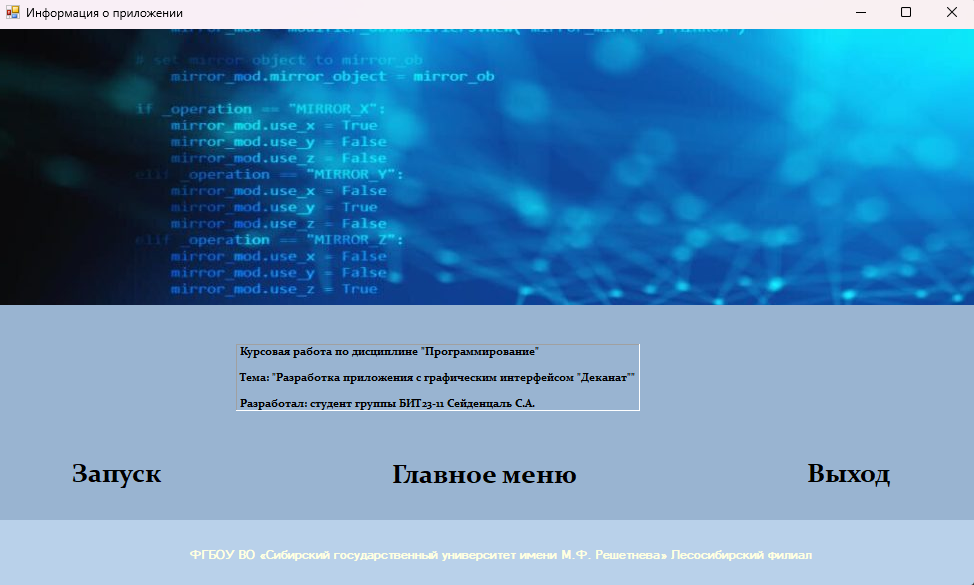 Информация о приложении
# set mirror object to mirror_ob
mirror_mod.mirror_object = mirror_ob
if _operation == "MIRROR_X":
mirror_mod.use_x = True
mirror_mod.use_y = False
mirror_mod.use_z = False
elif _operation == "MIRROR_Y":
mirror_mod.use_x = False
mirror_mod.use_y = True
mirror_mod.use_z = False
elif _operation == "MIRROR_Z":
mirror_mod.use_x = False
mirror_mod.use_y = False
mirror_mod.use_z = True
Курсовая работа по дисциплине "Программирование"
Тема: "Разработка приложения с графическим интерфейсом "Деканат""
Разработал: студент группы БИТ23-11 Сейденцаль С.А.
Запуск Главное меню Выход
ФГБОУ ВО «Сибирский государственный университет имени М.Ф. Решетнева» Лесосибирский филиал